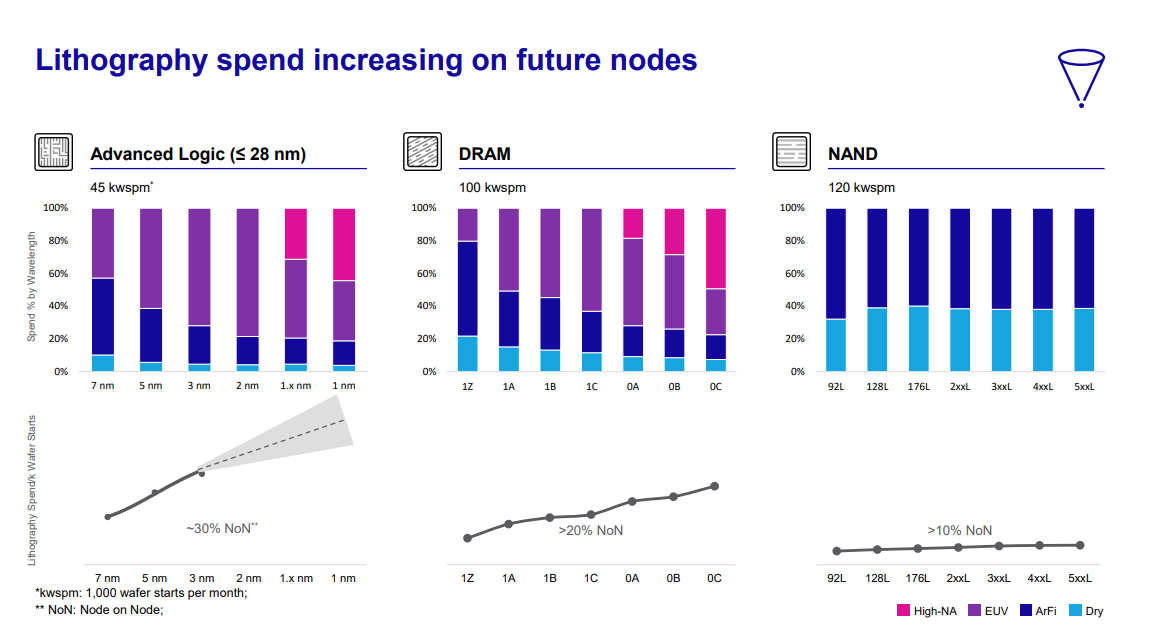 Lithography spend increasing on future nodes
Advanced Logic (≤ 28 nm)
45 kwspm*
Spend % by Wavelength
100%
80%
60%
40%
20%
0%
7 nm
5 nm
3 nm
2 nm
1.x nm
1 nm
DRAM
100 kwspm
100%
80%
60%
40%
20%
0%
1Z
1A
1B
1C
0A
0B
0C
NAND
120 kwspm
100%
80%
60%
40%
20%
0%
92L
128L
176L
2xxL
3xxL
4xxL
5xxL
Lithography Spend/k Wafer Starts
~30% NoN**
7 nm
5 nm
3 nm
2 nm
1.x nm
1 nm
>20% NoN
1Z
1A
1B
1C
0A
0B
0C
>10% NoN
92L
128L
176L
2xxL
3xxL
4xxL
5xxL
*kwspm: 1,000 wafer starts per month;
** NoN: Node on Node;
High-NA
EUV
ArFi
Dry